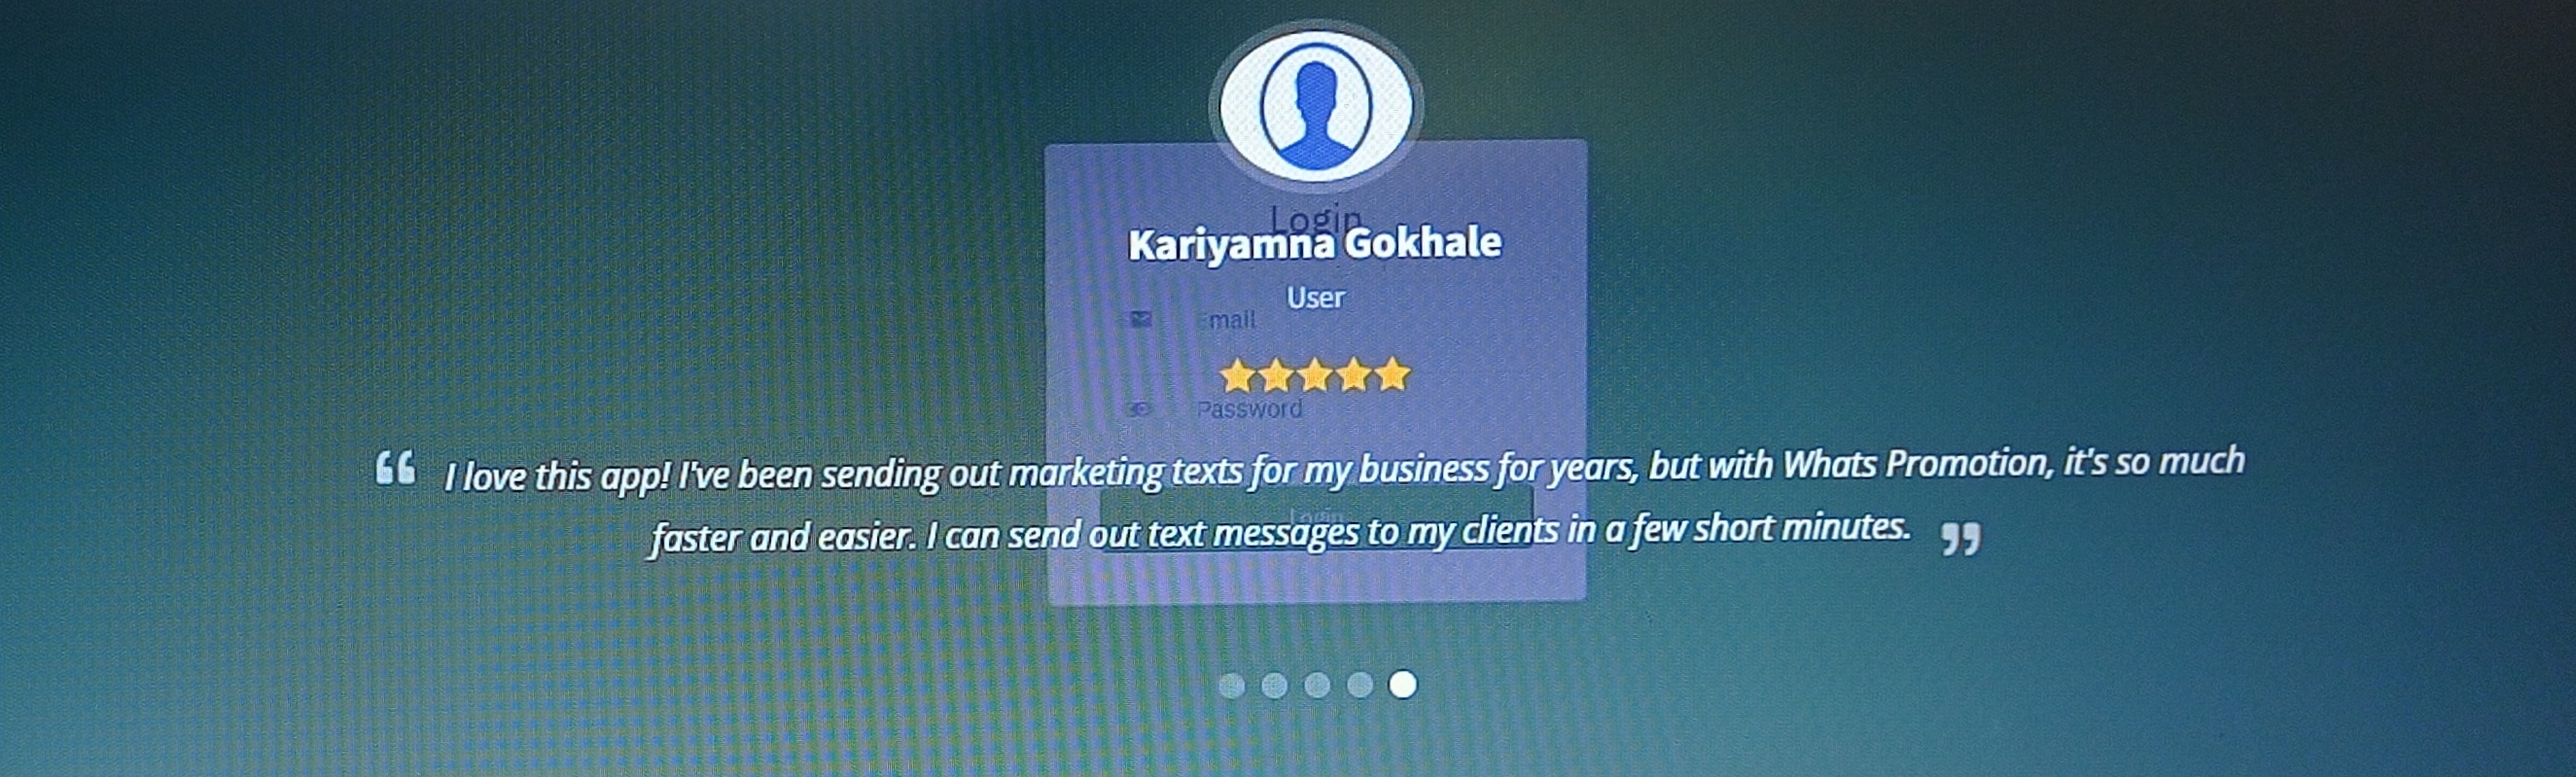 Login
Kariyamna Gokhale
User
Email
Password
“ I love this app! I've been sending out marketing texts for my business for years, but with Whats Promotion, it's so much
faster and easier. I can send out text messages to my clients in a few short minutes. ”
Login